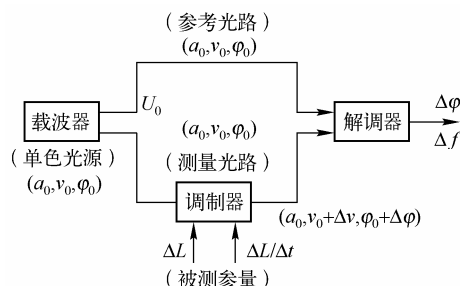 (参考光路)
(a₀,ν₀,φ₀)
U₀
载波器
(单色光源)
(a₀,ν₀,φ₀)
(a₀,ν₀,φ₀)
(测量光路)
调制器
(a₀,ν₀+Δν,φ₀+Δφ)
解调器
Δφ
Δf
ΔL
ΔL/Δt
(被测参量)